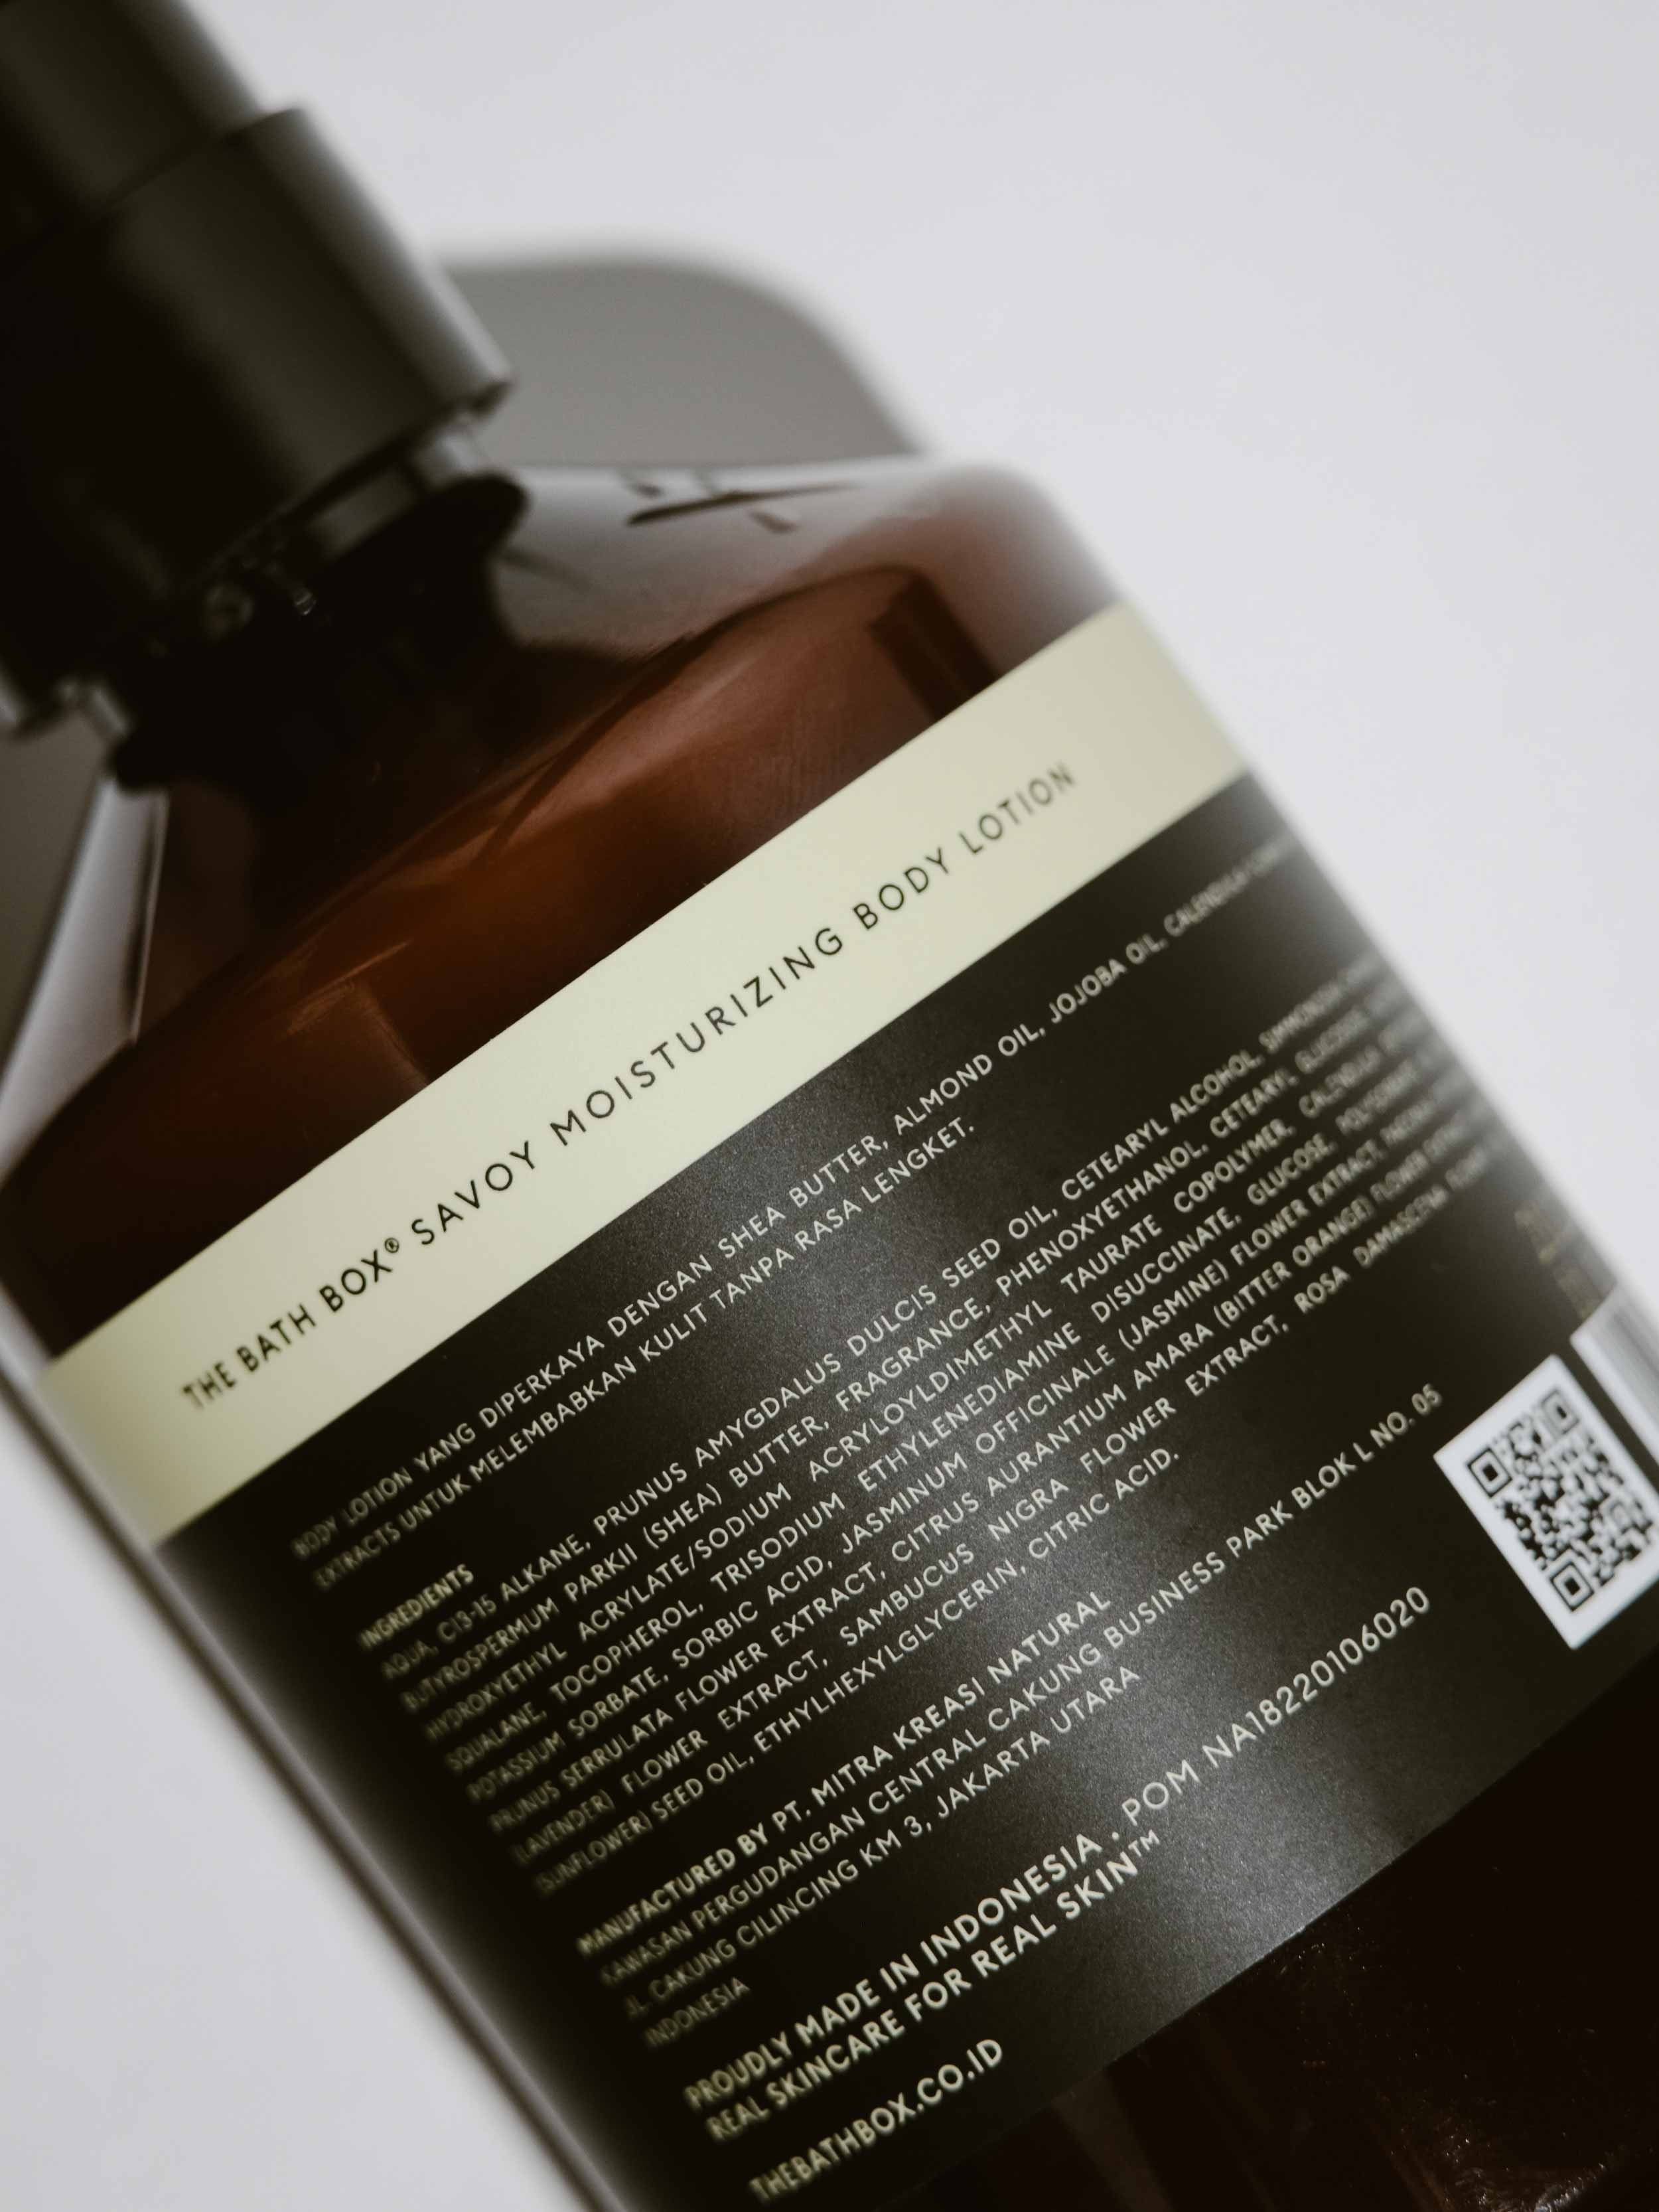 THE BATH BOX® SAVOY MOISTURIZING BODY LOTION
BODY LOTION YANG DIPERKAYA DENGAN SHEA BUTTER, ALMOND OIL, JOJOBA OIL, CALENDULA
EXTRACTS UNTUK MELEMBABKAN KULIT TANPA RASA LENGKET.
INGREDIENTS
AQUA, C13-15 ALKANE, PRUNUS AMYGDALUS DULCIS SEED OIL, CETEARYL ALCOHOL,
BUTYROSPERMUM PARKII (SHEA) BUTTER, FRAGRANCE, PHENOXYETHANOL, CETEARYL
HYDROXYETHYL ACRYLATE/SODIUM ACRYLOYLDIMETHYL TAURATE COPOLYMER, CALENDULA
SQUALANE, TOCOPHEROL, TRISODIUM ETHYLENEDIAMINE DISUCCINATE, GLUCOSE,
POTASSIUM SORBATE, SORBIC ACID, JASMINUM OFFICINALE (JASMINE) FLOWER EXTRACT,
PRUNUS SERRULATA FLOWER EXTRACT, CITRUS AURANTIUM AMARA (BITTER ORANGE) FLOWER
(LAVENDER) FLOWER EXTRACT, SAMBUCUS NIGRA FLOWER EXTRACT, ROSA DAMASCENA
(SUNFLOWER) SEED OIL, ETHYLHEXYLGLYCERIN, CITRIC ACID.
MANUFACTURED BY PT. MITRA KREASI NATURAL
KAWASAN PERGUDANGAN CENTRAL CAKUNG BUSINESS PARK BLOK L NO. 05
JL. CAKUNG CILINCING KM 3, JAKARTA UTARA
INDONESIA
PROUDLY MADE IN INDONESIA . POM NA18220106020
REAL SKINCARE FOR REAL SKIN™
THEBATHBOX.CO.ID